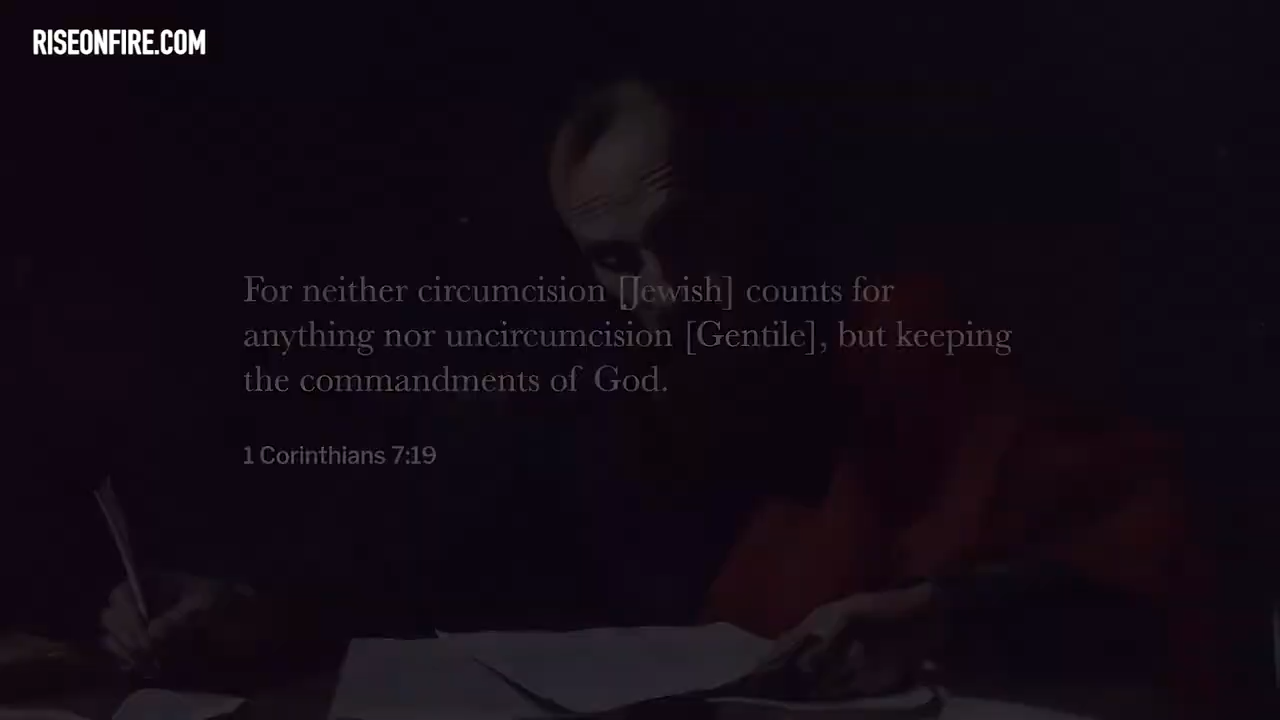 RISEONFIRE.COM
For neither circumcision [Jewish] counts for
anything nor uncircumcision [Gentile], but keeping
the commandments of God.
1 Corinthians 7:19